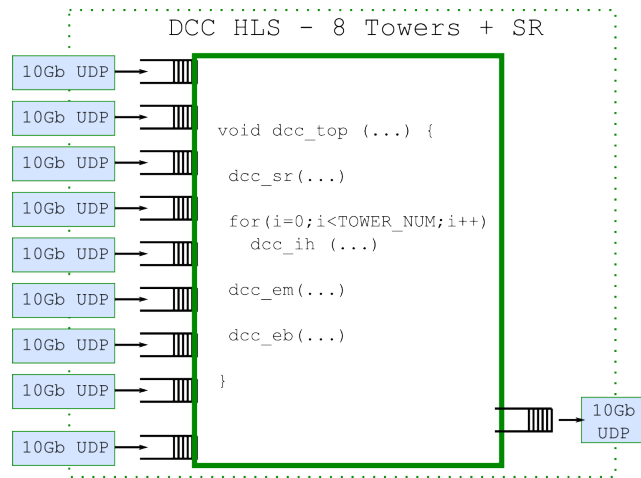 DCC HLS - 8 Towers + SR
10Gb UDP
10Gb UDP
10Gb UDP
10Gb UDP
10Gb UDP
10Gb UDP
10Gb UDP
10Gb UDP
10Gb UDP
void dcc_top (...) {
dcc_sr(...)
for(i=0;i<TOWER_NUM;i++)
dcc_ih (...)
dcc_em(...)
dcc_eb(...)
}
10Gb
UDP